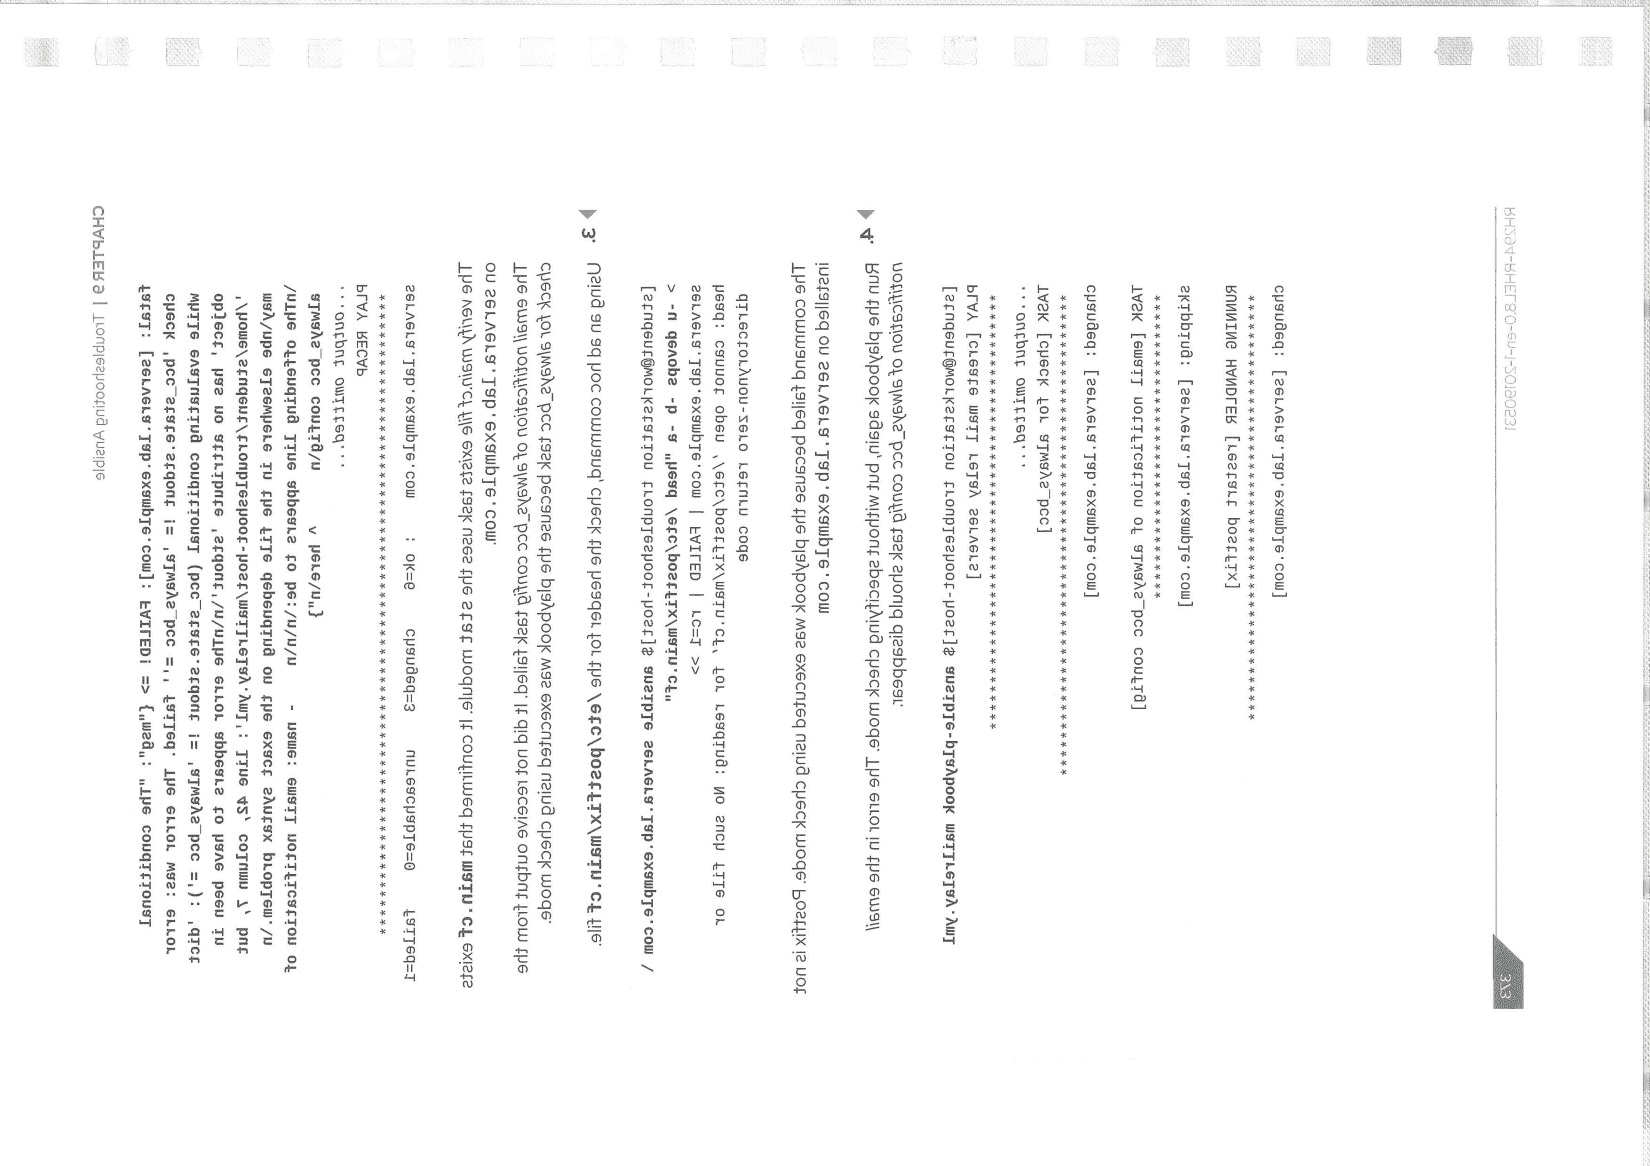 CHAPTER 9 | Troubleshooting Ansible
fatal: [servera.lab.example.com]: FAILED! => {"msg": "The conditional
check 'bcc_state.stdout != 'always_bcc ='' failed. The error was: error
while evaluating conditional (bcc_state.stdout != 'always_bcc ='): 'dict
object' has no attribute 'stdout'\n\nThe error appears to have been in
'/home/student/troubleshoot-host/mailrelay.yml': line 42, column 7, but
may\nbe elsewhere in the file depending on the exact syntax problem.\n
\nThe offending line appears to be:\n\n\n - name: email notification of
always_bcc config\n ^ here\n"}
...output omitted...
PLAY RECAP
*********************************************************************
servera.lab.example.com : ok=6 changed=3 unreachable=0 failed=1
The verify main.cf file exists task uses the stat module. It confirmed that main.cf exists
on servera.lab.example.com.
The email notification of always_bcc config task failed. It did not receive output from the
check for always_bcc task because the playbook was executed using check mode.
3. Using an ad hoc command, check the header for the /etc/postfix/main.cf file.
[student@workstation troubleshoot-host]$ ansible servera.lab.example.com \
> -u devops -b -a "head /etc/postfix/main.cf"
servera.lab.example.com | FAILED | rc=1 >>
head: cannot open '/etc/postfix/main.cf' for reading: No such file or
directorynon-zero return code
The command failed because the playbook was executed using check mode. Postfix is not
installed on servera.lab.example.com.
4. Run the playbook again, but without specifying check mode. The error in the email
notification of always_bcc config task should disappear.
[student@workstation troubleshoot-host]$ ansible-playbook mailrelay.yml
PLAY [create mail relay servers]
***********************************************
...output omitted...
TASK [check for always_bcc]
****************************************************
changed: [servera.lab.example.com]
TASK [email notification of always_bcc config]
*********************************
skipping: [servera.lab.example.com]
RUNNING HANDLER [restart postfix]
**********************************************
changed: [servera.lab.example.com]
RH294-RHEL8.0-en-1-20190531
373